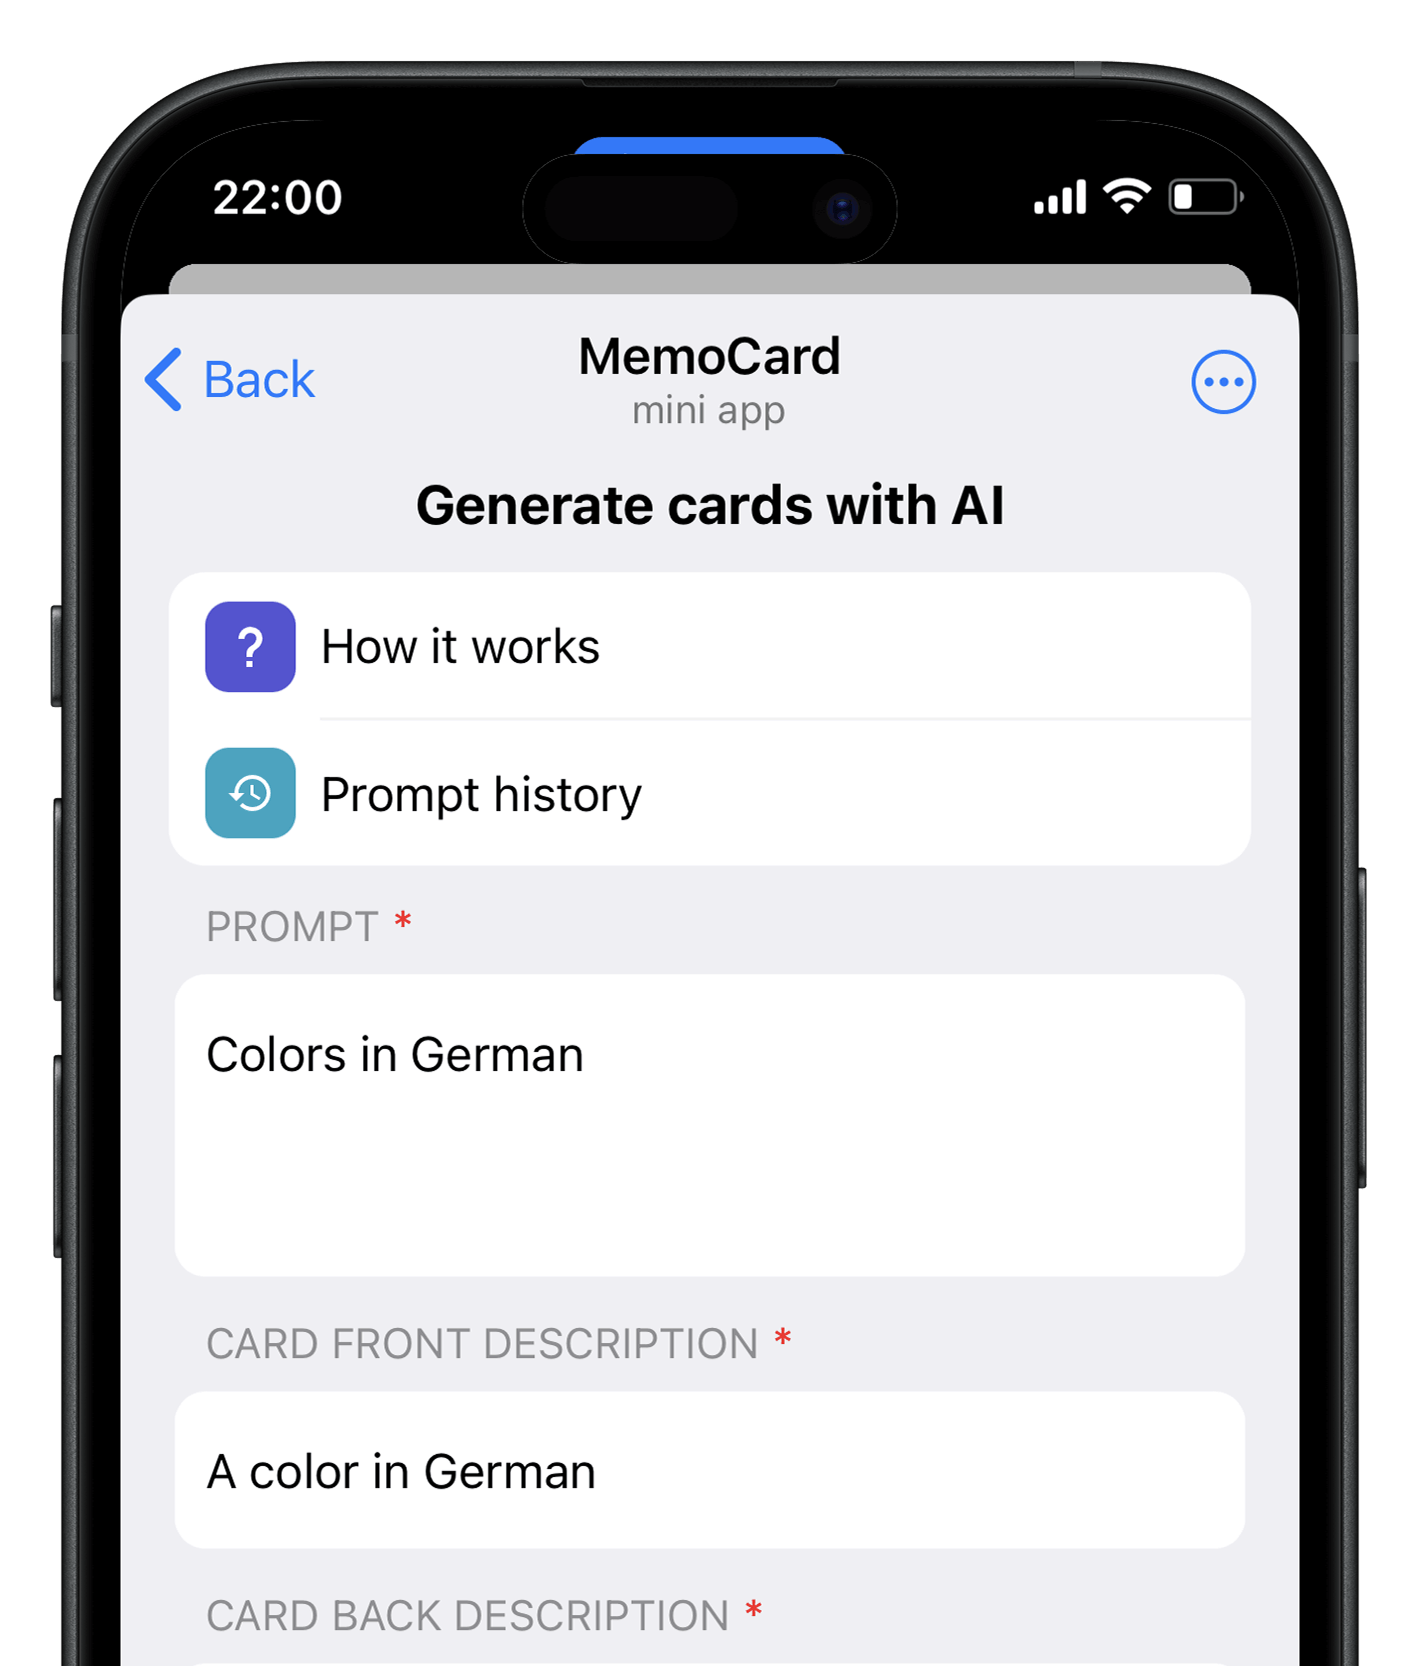 22:00
Back
MemoCard
mini app
Generate cards with AI
? How it works
Prompt history
PROMPT *
Colors in German
CARD FRONT DESCRIPTION *
A color in German
CARD BACK DESCRIPTION *